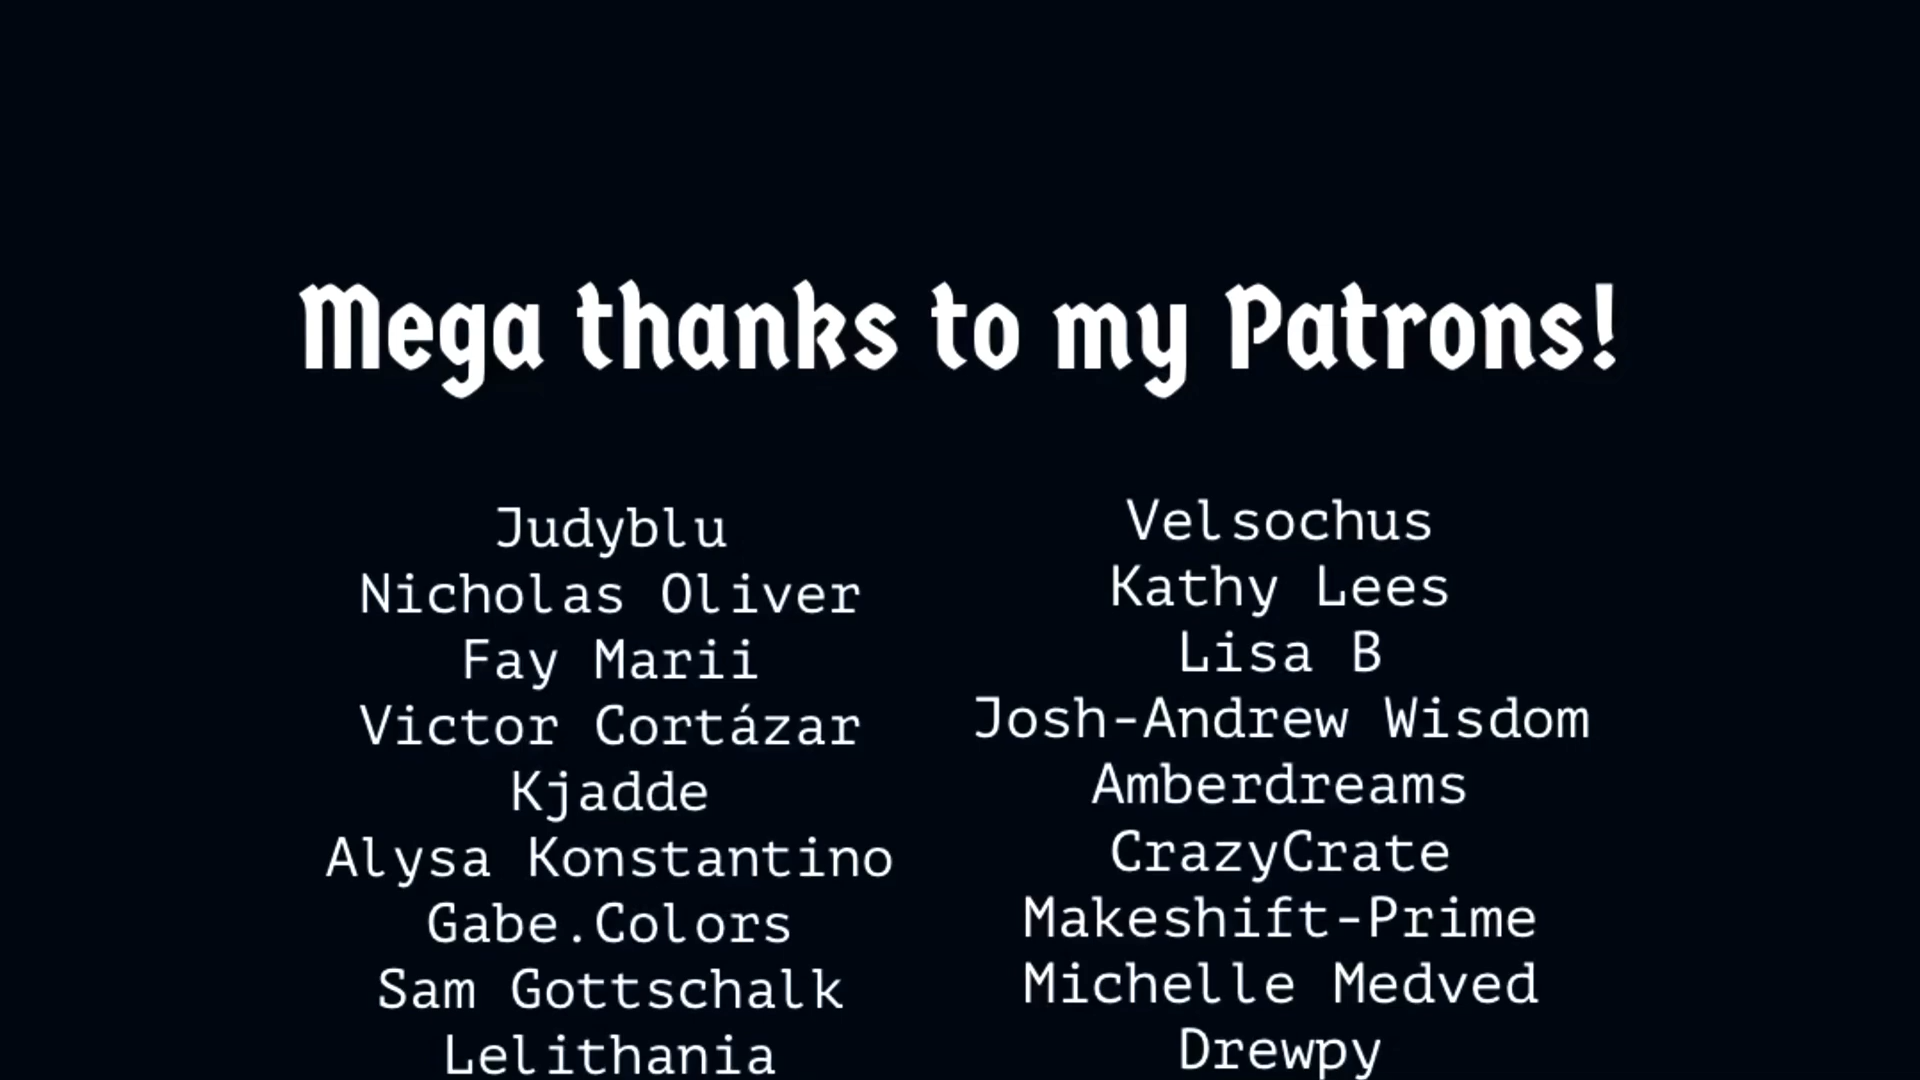 Mega thanks to my Patrons!
Judyblu
Nicholas Oliver
Fay Marii
Victor Cortázar
Kjadde
Alysa Konstantino
Gabe.Colors
Sam Gottschalk
Lelithania
Velsochus
Kathy Lees
Lisa B
Josh-Andrew Wisdom
Amberdreams
CrazyCrate
Makeshift-Prime
Michelle Medved
Drewpy